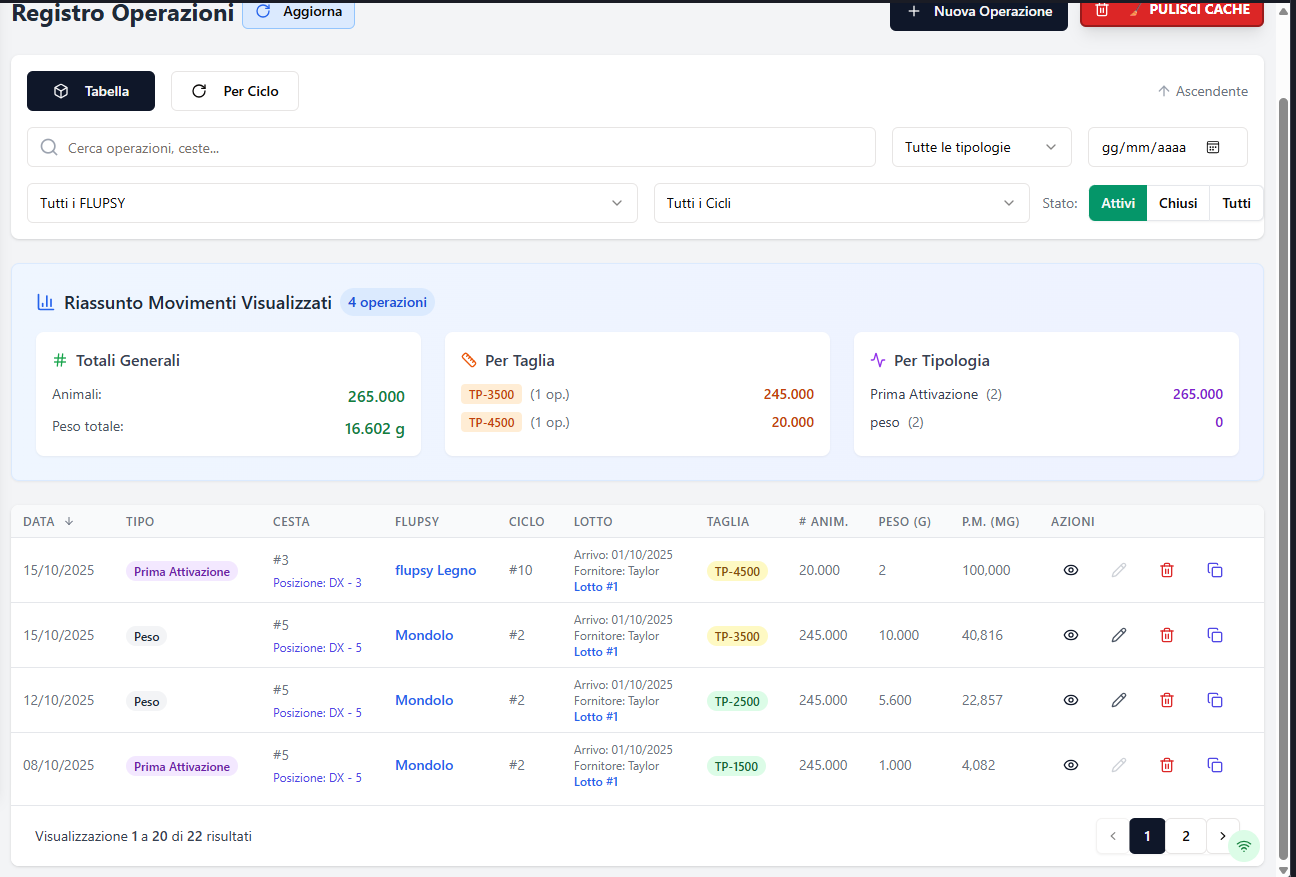 Registro Operazioni Aggiorna Nuova Operazione PULISCI CACHE
Tabella Per Ciclo Ascendente
Cerca operazioni, ceste... Tutte le tipologie gg/mm/aaaa
Tutti i FLUPSY Tutti i Cicli Stato: Attivi Chiusi Tutti
Riassunto Movimenti Visualizzati 4 operazioni
Totali Generali
Animali: 265.000
Peso totale: 16.602 g
Per Taglia
TP-3500 (1 op.) 245.000
TP-4500 (1 op.) 20.000
Per Tipologia
Prima Attivazione (2) 265.000
peso (2) 0
DATA TIPO CESTA FLUPSY CICLO LOTTO TAGLIA # ANIM. PESO (G) P.M. (MG) AZIONI
15/10/2025 Prima Attivazione #3 Posizione: DX - 3 flupsy Legno #10 Arrivo: 01/10/2025 Fornitore: Taylor Lotto #1 TP-4500 20.000 2 100,000
15/10/2025 Peso #5 Posizione: DX - 5 Mondolo #2 Arrivo: 01/10/2025 Fornitore: Taylor Lotto #1 TP-3500 245.000 10.000 40,816
12/10/2025 Peso #5 Posizione: DX - 5 Mondolo #2 Arrivo: 01/10/2025 Fornitore: Taylor Lotto #1 TP-2500 245.000 5.600 22,857
08/10/2025 Prima Attivazione #5 Posizione: DX - 5 Mondolo #2 Arrivo: 01/10/2025 Fornitore: Taylor Lotto #1 TP-1500 245.000 1.000 4,082
Visualizzazione 1 a 20 di 22 risultati 1 2